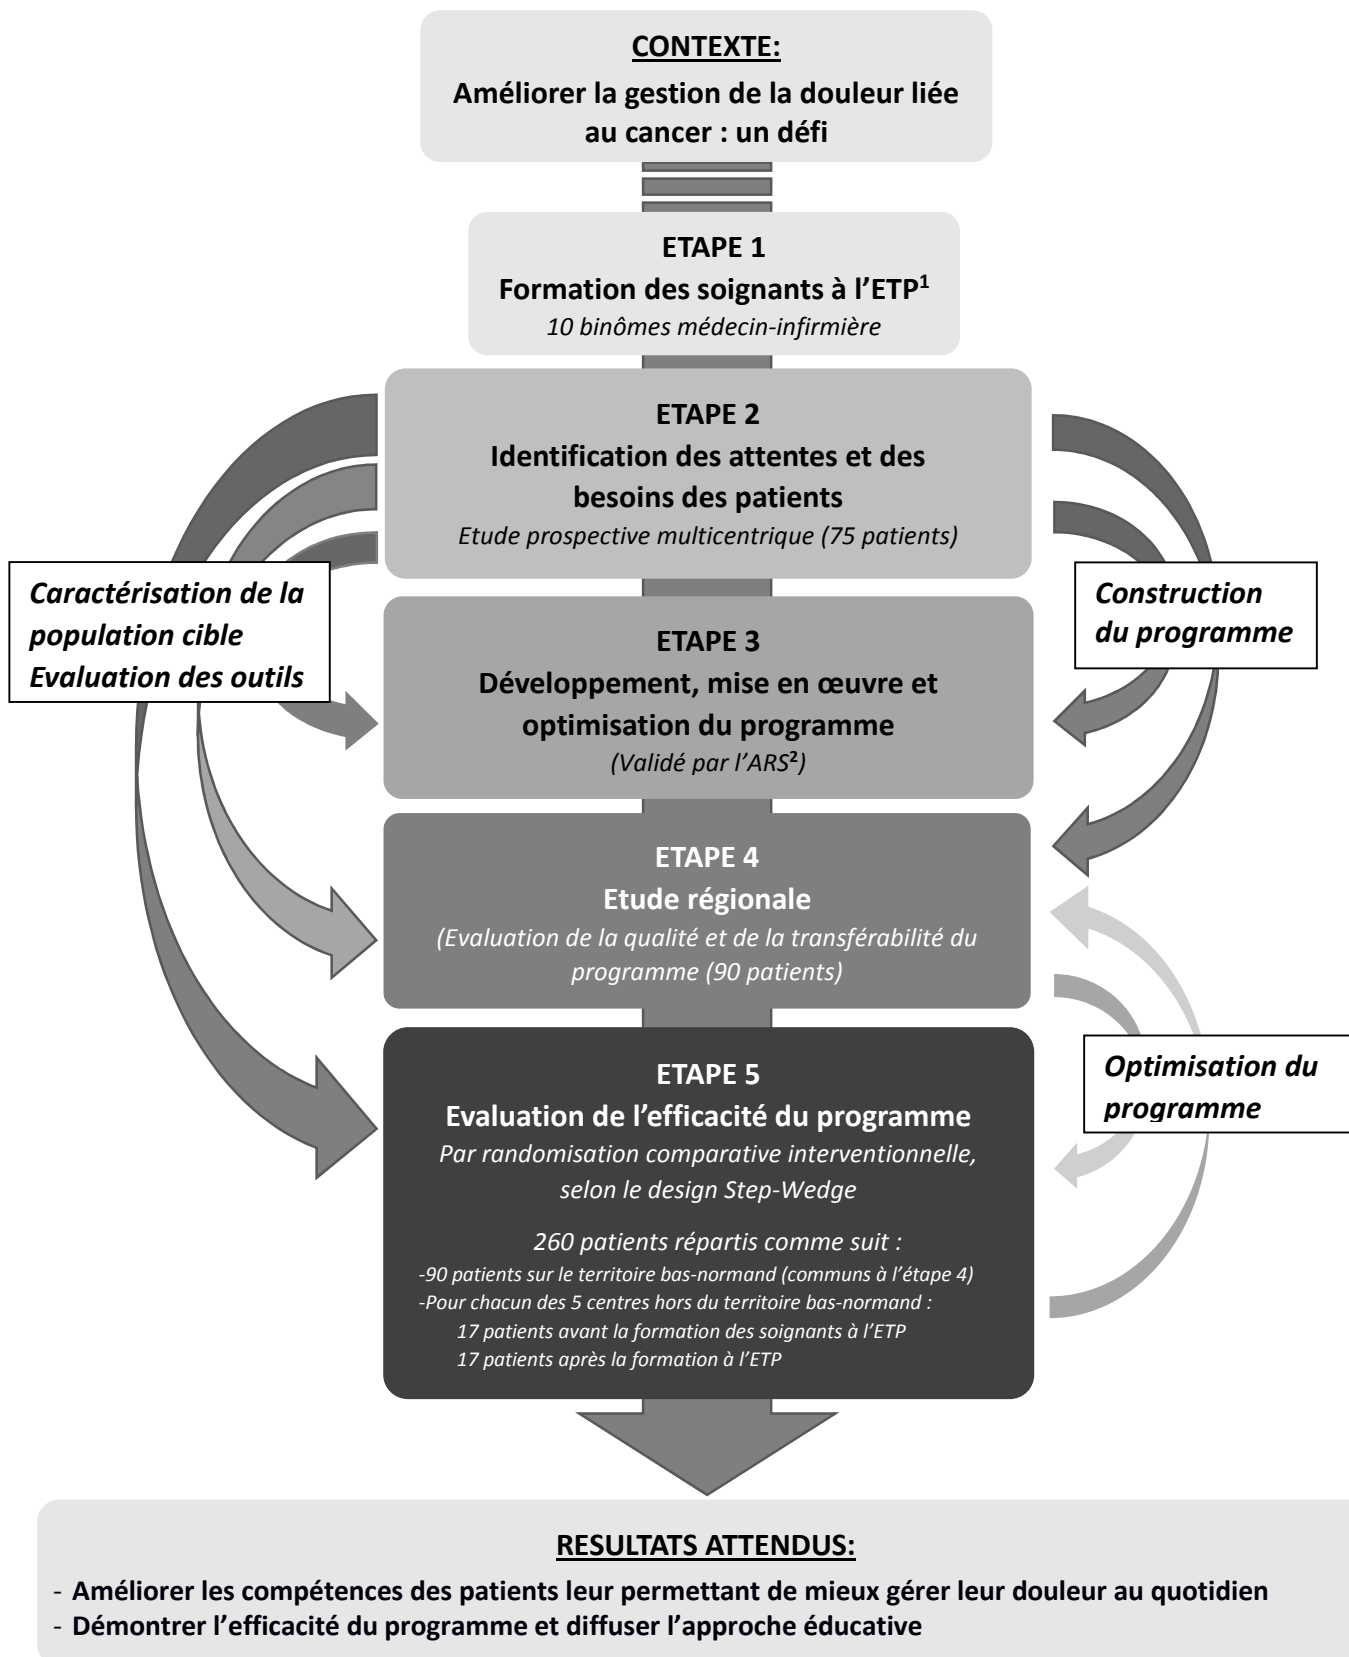 CONTEXTE:
Améliorer la gestion de la douleur liée
au cancer : un défi
ETAPE 1
Formation des soignants à l’ETP¹
10 binômes médecin-infirmière
ETAPE 2
Identification des attentes et des
besoins des patients
Etude prospective multicentrique (75 patients)
Caractérisation de la
population cible
Evaluation des outils
Construction
du programme
ETAPE 3
Développement, mise en œuvre et
optimisation du programme
(Validé par l’ARS²)
ETAPE 4
Etude régionale
(Evaluation de la qualité et de la transférabilité du
programme (90 patients)
Optimisation du
programme
ETAPE 5
Evaluation de l’efficacité du programme
Par randomisation comparative interventionnelle,
selon le design Step-Wedge
260 patients répartis comme suit :
-90 patients sur le territoire bas-normand (communs à l’étape 4)
-Pour chacun des 5 centres hors du territoire bas-normand :
17 patients avant la formation des soignants à l’ETP
17 patients après la formation à l’ETP
RESULTATS ATTENDUS:
- Améliorer les compétences des patients leur permettant de mieux gérer leur douleur au quotidien
- Démontrer l’efficacité du programme et diffuser l’approche éducative